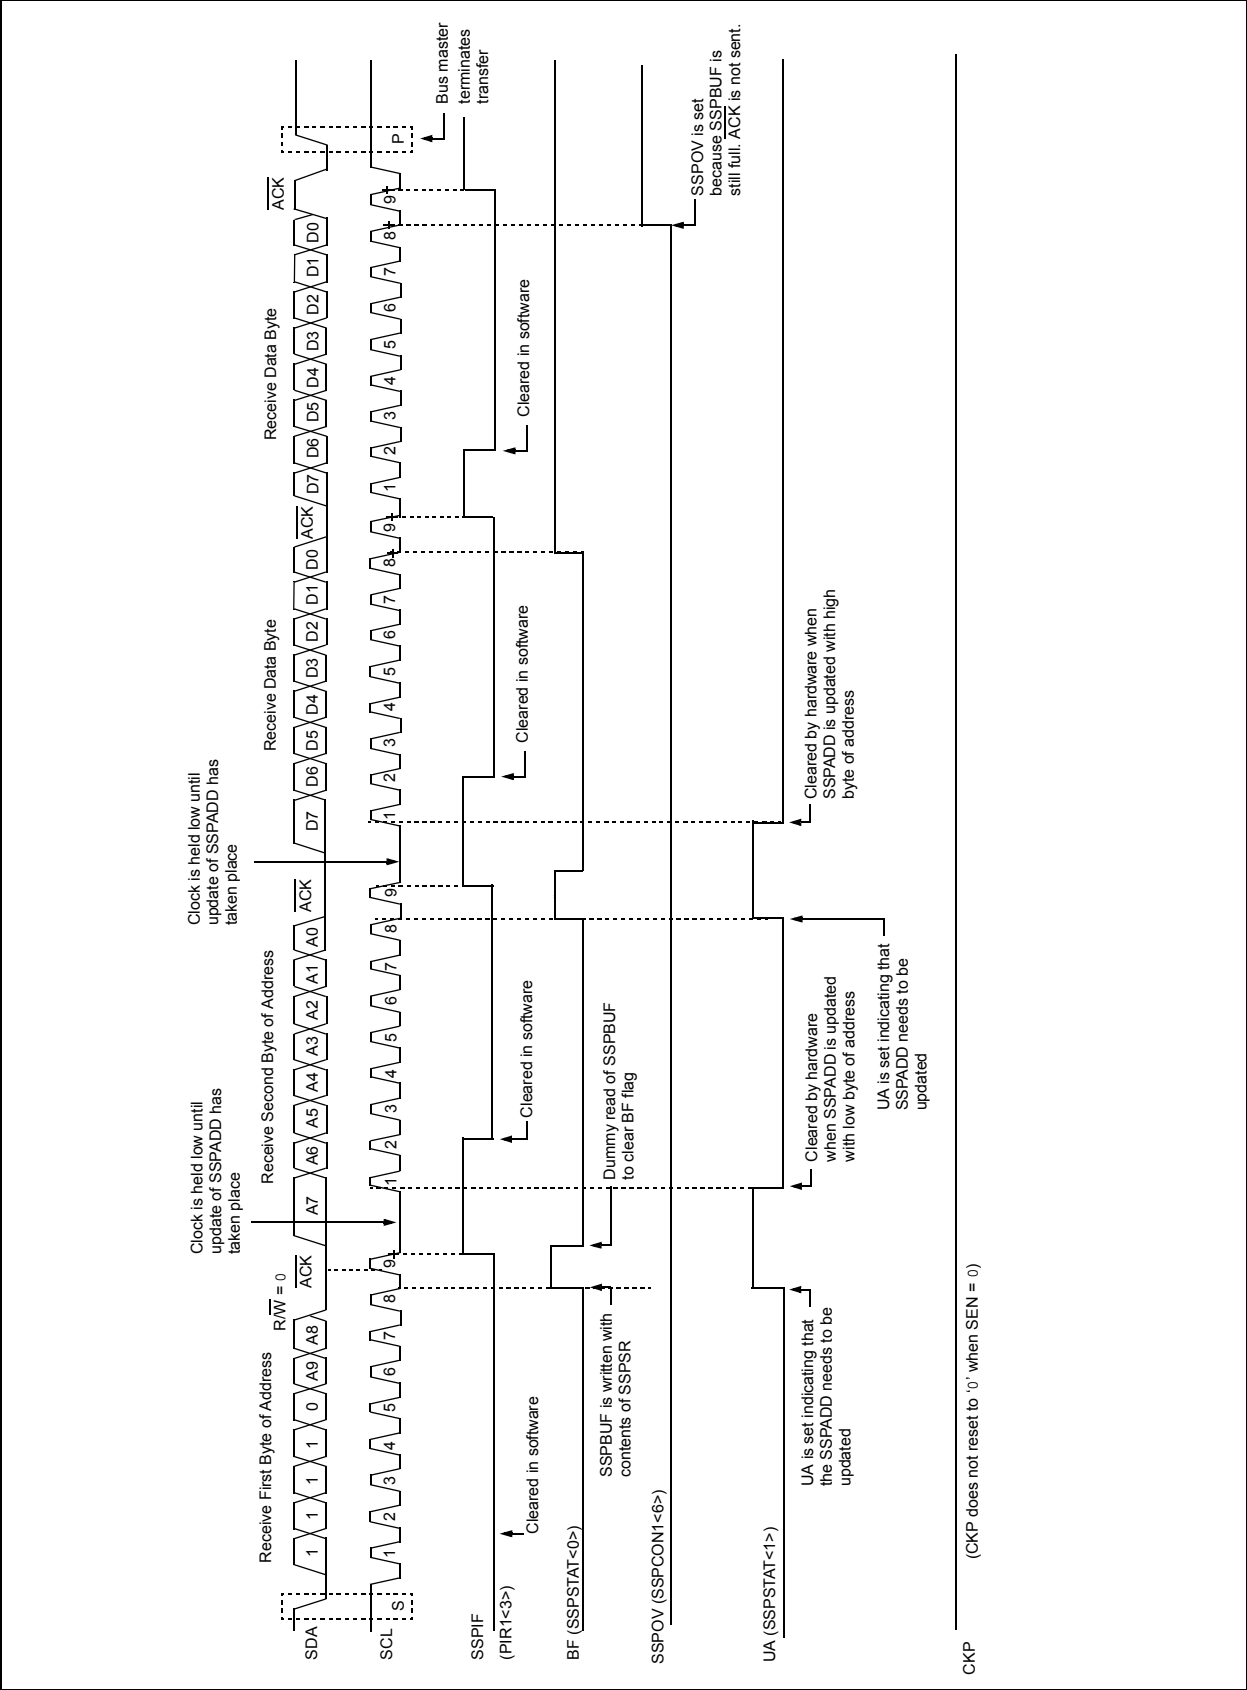 Receive First Byte of Address
R/W = 0
ACK
Clock is held low until
update of SSPADD has
taken place
Receive Second Byte of Address
ACK
Clock is held low until
update of SSPADD has
taken place
Receive Data Byte
ACK
Receive Data Byte
ACK
SDA
1 1 1 1 0 A9 A8 A7 A6 A5 A4 A3 A2 A1 A0 D7 D6 D5 D4 D3 D2 D1 D0 D7 D6 D5 D4 D3 D2 D1 D0
SCL
S 1 2 3 4 5 6 7 8 9 1 2 3 4 5 6 7 8 9 1 2 3 4 5 6 7 8 9 1 2 3 4 5 6 7 8 9 P
Bus master
terminates
transfer
SSPIF
(PIR1<3>)
Cleared in software
Cleared in software
Cleared in software
Cleared in software
BF (SSPSTAT<0>)
SSPBUF is written with
contents of SSPSR
Dummy read of SSPBUF
to clear BF flag
SSPOV (SSPCON1<6>)
SSPOV is set
because SSPBUF is
still full. ACK is not sent.
UA (SSPSTAT<1>)
UA is set indicating that
the SSPADD needs to be
updated
Cleared by hardware
when SSPADD is updated
with low byte of address
UA is set indicating that
SSPADD needs to be
updated
Cleared by hardware when
SSPADD is updated with high
byte of address
CKP
(CKP does not reset to ‘0’ when SEN = 0)